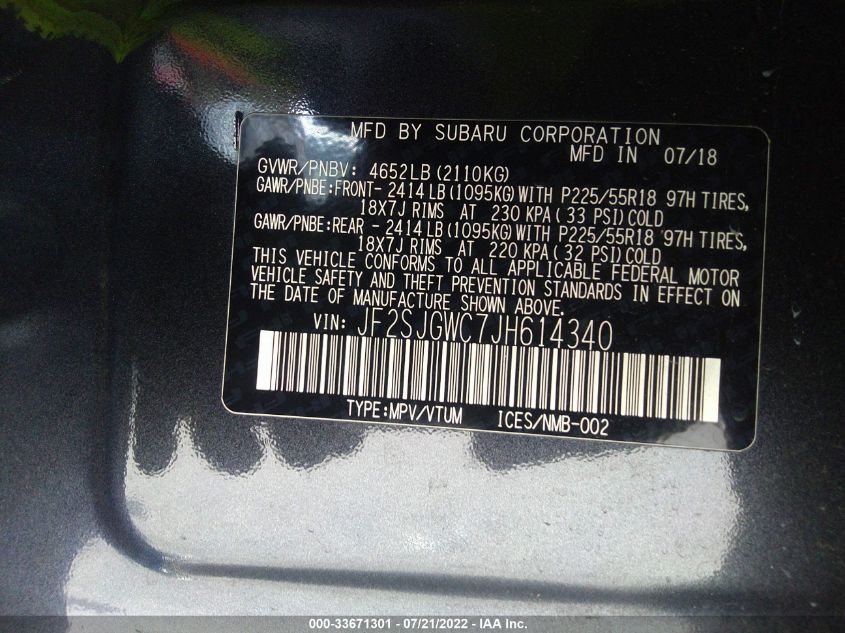 MFD BY SUBARU CORPORATION
MFD IN 07/18
GVWR/PNBV: 4652LB (2110KG)
GAWR/PNBE:FRONT- 2414 LB (1095KG) WITH P225/55R18 97H TIRES,
18X7J RIMS AT 230 KPA (33 PSI) COLD
GAWR/PNBE:REAR - 2414 LB (1095KG) WITH P225/55R18 97H TIRES,
18X7J RIMS AT 220 KPA (32 PSI) COLD
THIS VEHICLE CONFORMS TO ALL APPLICABLE FEDERAL MOTOR
VEHICLE SAFETY AND THEFT PREVENTION STANDARDS IN EFFECT ON
THE DATE OF MANUFACTURE SHOWN ABOVE.
VIN: JF2SJGWC7JH614340
TYPE:MPV/VTUM ICES/NMB-002
000-33671301 - 07/21/2022 - IAA Inc.